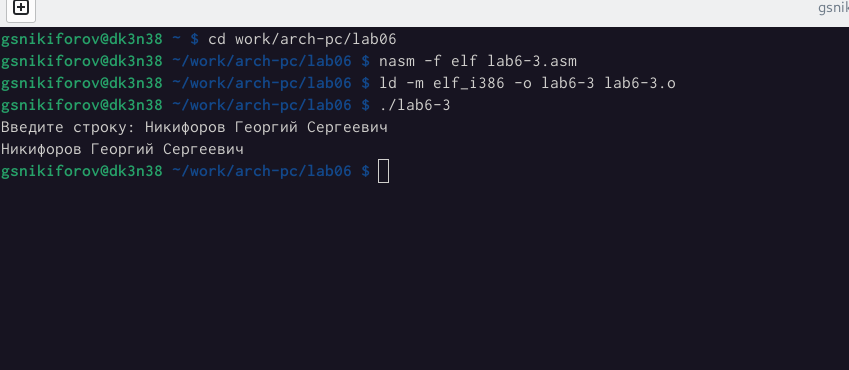 gsnik
gsnikiforov@dk3n38 ~ $ cd work/arch-pc/lab06
gsnikiforov@dk3n38 ~/work/arch-pc/lab06 $ nasm -f elf lab6-3.asm
gsnikiforov@dk3n38 ~/work/arch-pc/lab06 $ ld -m elf_i386 -o lab6-3 lab6-3.o
gsnikiforov@dk3n38 ~/work/arch-pc/lab06 $ ./lab6-3
Введите строку: Никифоров Георгий Сергеевич
Никифоров Георгий Сергеевич
gsnikiforov@dk3n38 ~/work/arch-pc/lab06 $